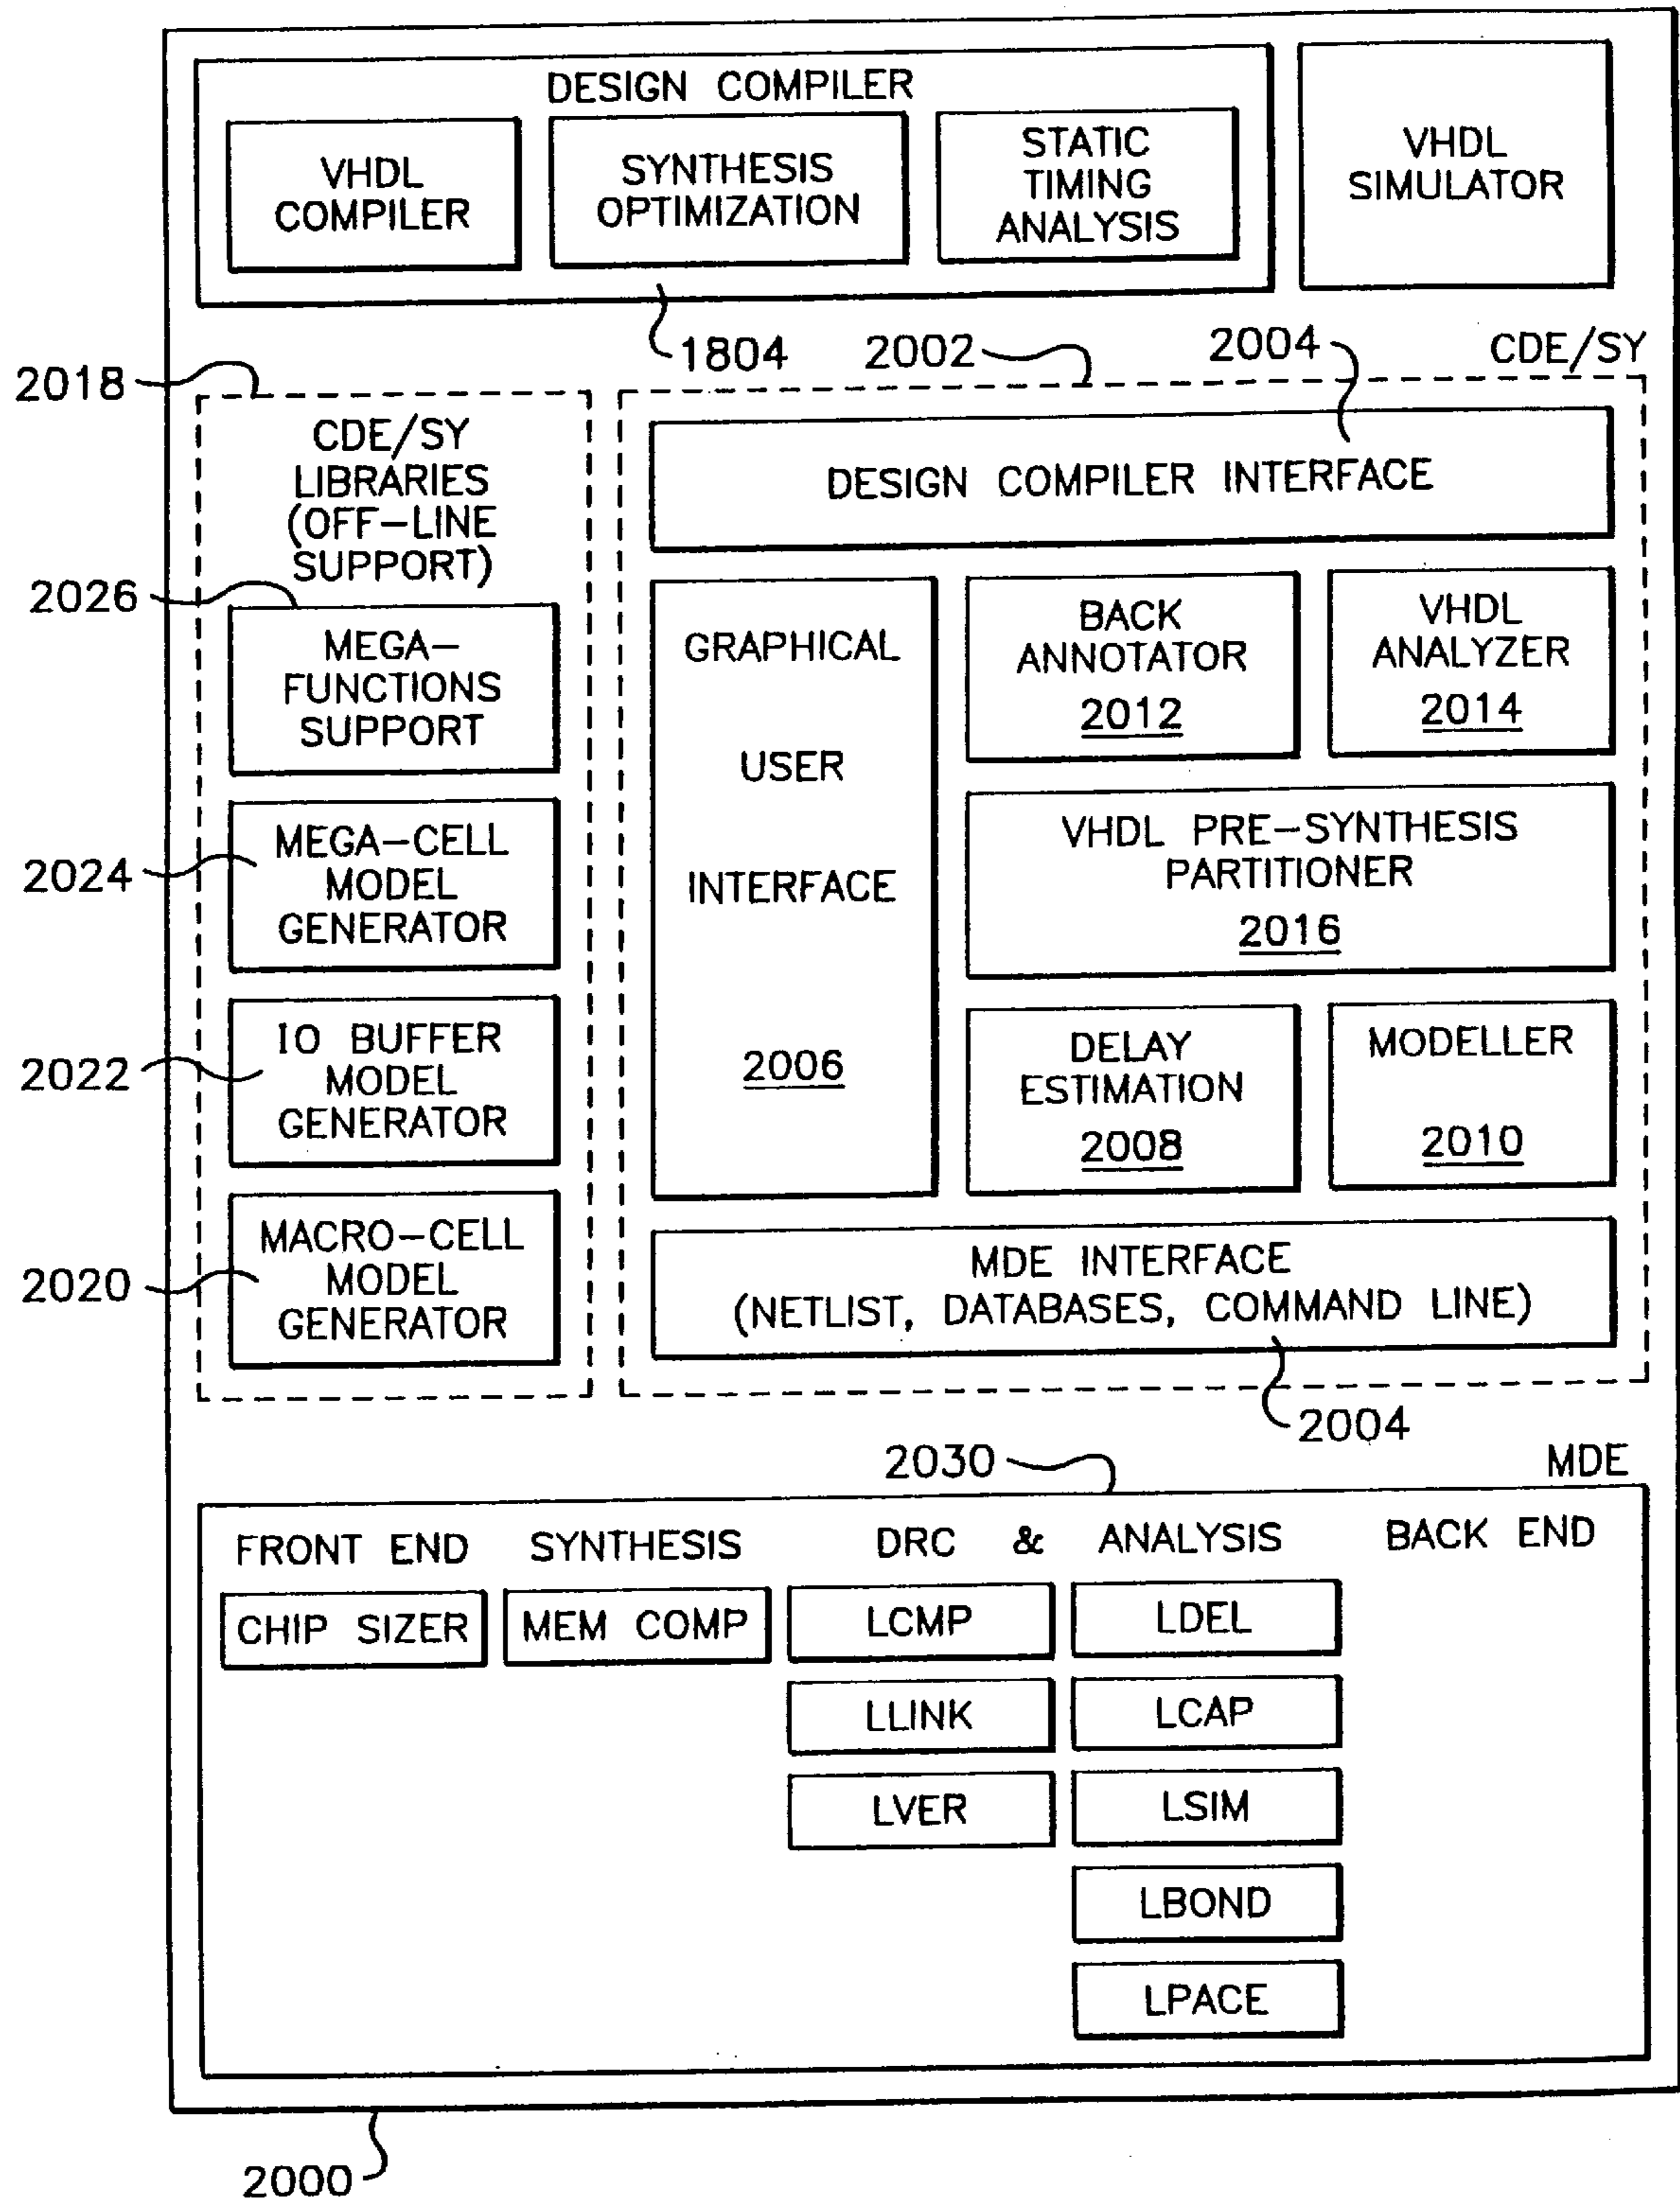 DESIGN COMPILER
VHDL
COMPILER
SYNTHESIS
OPTIMIZATION
STATIC
TIMING
ANALYSIS
VHDL
SIMULATOR
1804
2002
2004
CDE/SY
2018
CDE/SY
LIBRARIES
(OFF-LINE
SUPPORT)
2026
MEGA-
FUNCTIONS
SUPPORT
2024
MEGA-CELL
MODEL
GENERATOR
2022
IO BUFFER
MODEL
GENERATOR
2020
MACRO-CELL
MODEL
GENERATOR
DESIGN COMPILER INTERFACE
GRAPHICAL
USER
INTERFACE
2006
BACK
ANNOTATOR
2012
VHDL
ANALYZER
2014
VHDL PRE-SYNTHESIS
PARTITIONER
2016
DELAY
ESTIMATION
2008
MODELLER
2010
MDE INTERFACE
(NETLIST, DATABASES, COMMAND LINE)
2004
2030
MDE
FRONT END
SYNTHESIS
DRC & ANALYSIS
BACK END
CHIP SIZER
MEM COMP
LCMP
LDEL
LLINK
LCAP
LVER
LSIM
LBOND
LPACE
2000